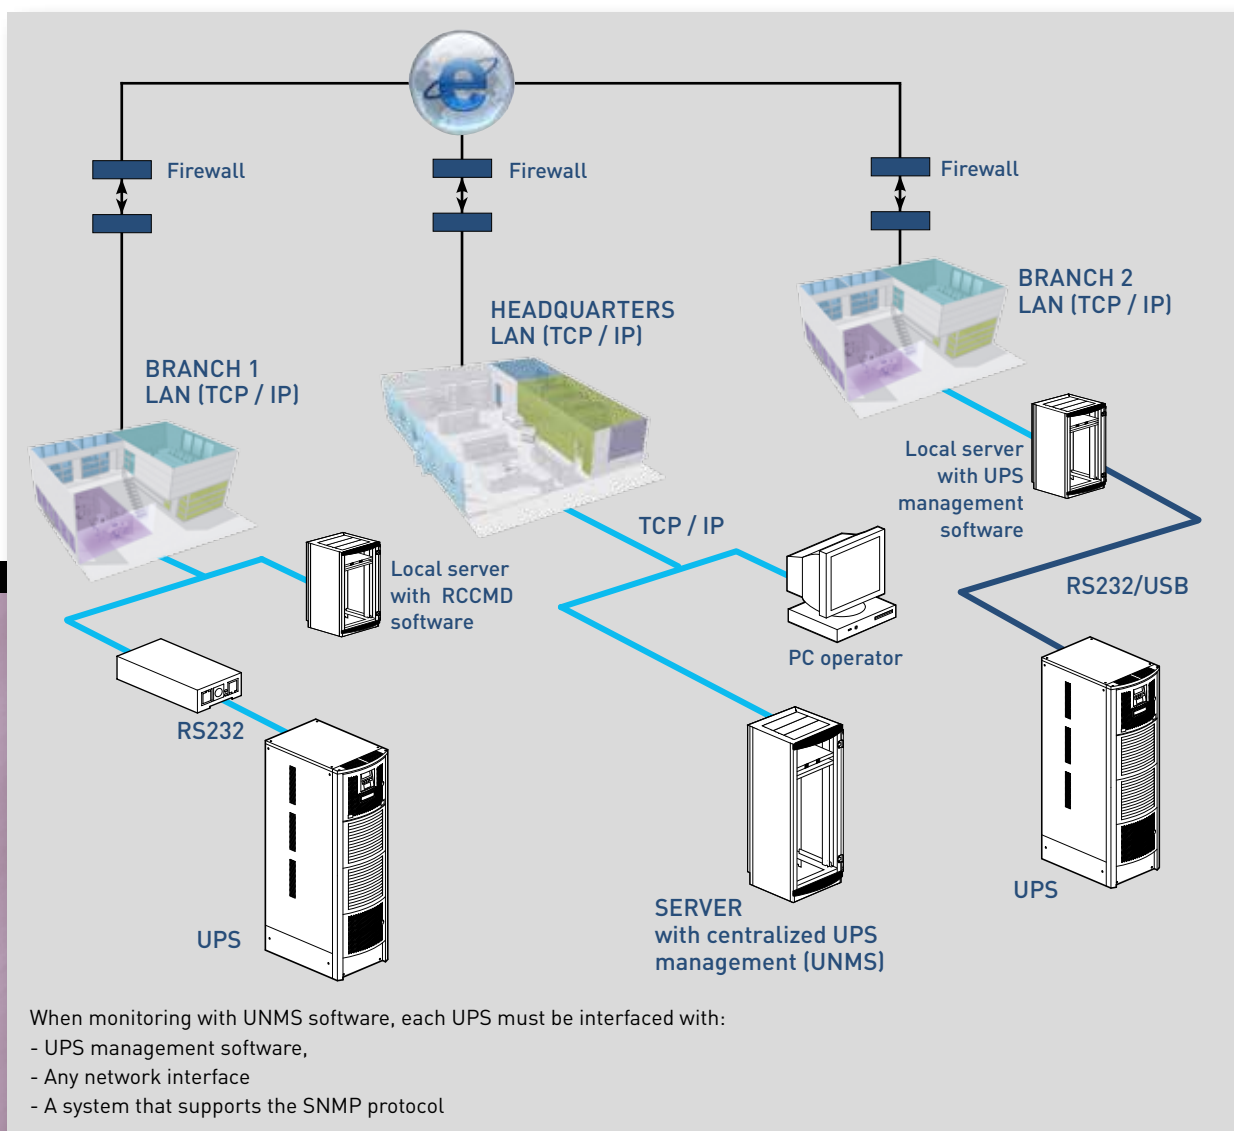 Firewall
Firewall
Firewall
BRANCH 2
LAN (TCP / IP)
HEADQUARTERS
LAN (TCP / IP)
BRANCH 1
LAN (TCP / IP)
Local server
with UPS
management
software
TCP / IP
Local server
with RCCMD
software
RS232/USB
PC operator
RS232
UPS
SERVER
with centralized UPS
management (UNMS)
UPS
When monitoring with UNMS software, each UPS must be interfaced with:
- UPS management software,
- Any network interface
- A system that supports the SNMP protocol